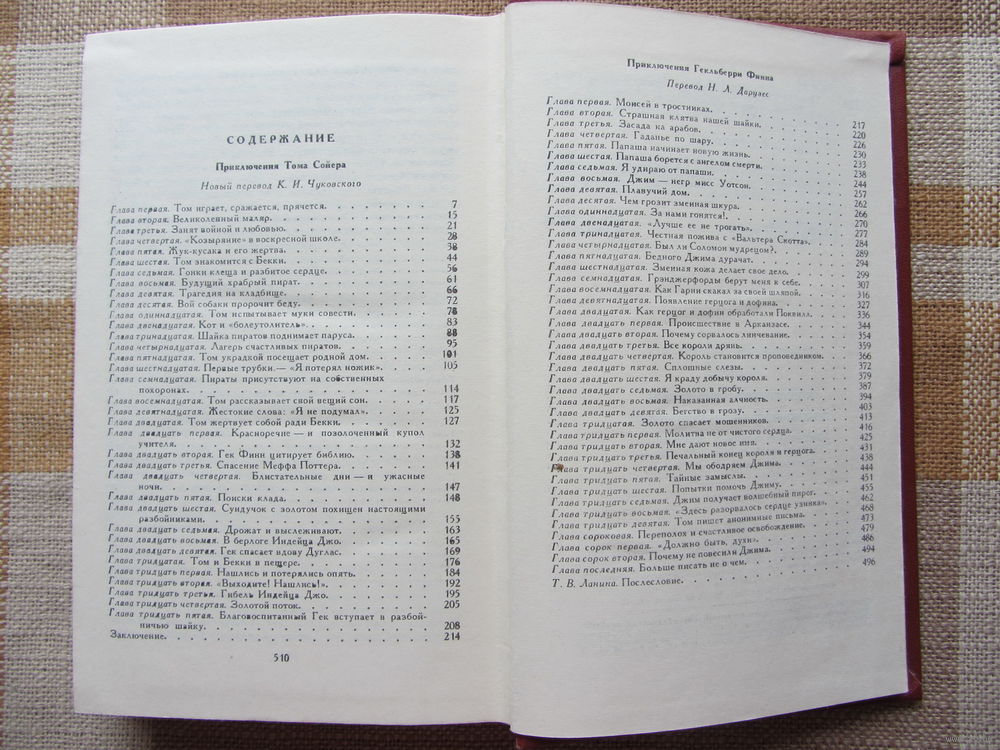 СОДЕРЖАНИЕ
Приключения Тома Сойера
Новый перевод К. И. Чуковского
Глава первая. Том играет, сражается, прячется. 7
Глава вторая. Великолепный маляр. 15
Глава третья. Занят войной и любовью. 21
Глава четвертая. «Козыряние» в воскресной школе. 28
Глава пятая. Жук-кусака и его жертва. 38
Глава шестая. Том знакомится с Бекки. 44
Глава седьмая. Гонки клеща и разбитое сердце. 56
Глава восьмая. Будущий храбрый пират. 61
Глава девятая. Трагедия на кладбище. 66
Глава десятая. Вой собаки пророчит беду. 72
Глава одиннадцатая. Том испытывает муки совести. 78
Глава двенадцатая. Кот и «болеутолитель». 83
Глава тринадцатая. Шайка пиратов поднимает паруса. 88
Глава четырнадцатая. Лагерь счастливых пиратов. 95
Глава пятнадцатая. Том украдкой посещает родной дом. 101
Глава шестнадцатая. Первые трубки.— «Я потерял ножик». 105
Глава семнадцатая. Пираты присутствуют на собственных
похоронах. 114
Глава восемнадцатая. Том рассказывает свой вещий сон. 117
Глава девятнадцатая. Жестокие слова: «Я не подумал». 125
Глава двадцатая. Том жертвует собой ради Бекки. 127
Глава двадцать первая. Красноречие — и позолоченный купол
учителя. 132
Глава двадцать вторая. Гек Финн цитирует библию. 138
Глава двадцать третья. Спасение Меффа Поттера. 141
Глава двадцать четвертая. Блистательные дни — и ужасные
ночи. 147
Глава двадцать пятая. Поиски клада. 148
Глава двадцать шестая. Сундучок с золотом похищен настоящими
разбойниками. 155
Глава двадцать седьмая. Дрожат и выслеживают. 163
Глава двадцать восьмая. В берлоге Индейца Джо. 165
Глава двадцать девятая. Гек спасает вдову Дуглас. 169
Глава тридцатая. Том и Бекки в пещере. 176
Глава тридцать первая. Нашлись и потерялись опять. 184
Глава тридцать вторая. «Выходите! Нашлись!». 192
Глава тридцать третья. Гибель Индейца Джо. 195
Глава тридцать четвертая. Золотой поток. 205
Глава тридцать пятая. Благовоспитанный Гек вступает в разбой-
ничью шайку. 208
Заключение. 214
510
Приключения Гекльберри Финна
Перевод Н. Л. Дарузес
Глава первая. Моисей в тростниках. 217
Глава вторая. Страшная клятва нашей шайки. 220
Глава третья. Засада на арабов. 226
Глава четвертая. Гаданье по шару. 230
Глава пятая. Папаша начинает новую жизнь. 233
Глава шестая. Папаша борется с ангелом смерти. 238
Глава седьмая. Я удираю от папаши. 244
Глава восьмая. Джим — негр мисс Уотсон. 257
Глава девятая. Плавучий дом. 262
Глава десятая. Чем грозит змеиная шкура. 266
Глава одиннадцатая. За нами гонятся!. 270
Глава двенадцатая. «Лучше ее не трогать». 277
Глава тринадцатая. Честная пожива с «Вальтера Скотта». 284
Глава четырнадцатая. Был ли Соломон мудрецом?. 289
Глава пятнадцатая. Бедного Джима дурачат. 294
Глава шестнадцатая. Змеиная кожа делает свое дело. 299
Глава семнадцатая. Грэнджерфорды берут меня к себе. 307
Глава восемнадцатая. Как Гарни скакал за своей шляпой. 316
Глава девятнадцатая. Появление герцога и дофина. 327
Глава двадцатая. Как герцог и дофин обработали Поквилл. 336
Глава двадцать первая. Происшествие в Арканзасе. 344
Глава двадцать вторая. Почему сорвалось линчевание. 354
Глава двадцать третья. Все короли дрянь. 359
Глава двадцать четвертая. Король становится проповедником. 366
Глава двадцать пятая. Сплошные слезы. 372
Глава двадцать шестая. Я краду добычу короля. 379
Глава двадцать седьмая. Золото в гробу. 387
Глава двадцать восьмая. Наказанная алчность. 394
Глава двадцать девятая. Бегство в грозу. 403
Глава тридцатая. Золото спасает мошенников. 413
Глава тридцать первая. Молитва не от чистого сердца. 416
Глава тридцать вторая. Мне дают новое имя. 425
Глава тридцать третья. Печальный конец короля и герцога. 431
Глава тридцать четвертая. Мы ободряем Джима. 438
Глава тридцать пятая. Тайные замыслы. 444
Глава тридцать шестая. Попытки помочь Джиму. 451
Глава тридцать седьмая. Джим получает волшебный пирог. 455
Глава тридцать восьмая. «Здесь разорвалось сердце узника». 462
Глава тридцать девятая. Том пишет анонимные письма. 468
Глава сороковая. Переполох и счастливое освобождение. 473
Глава сорок первая. «Должно быть, духи». 479
Глава сорок вторая. Почему не повесили Джима. 486
Глава последняя. Больше писать не о чем. 494
Т. В. Ланина. Послесловие. 496